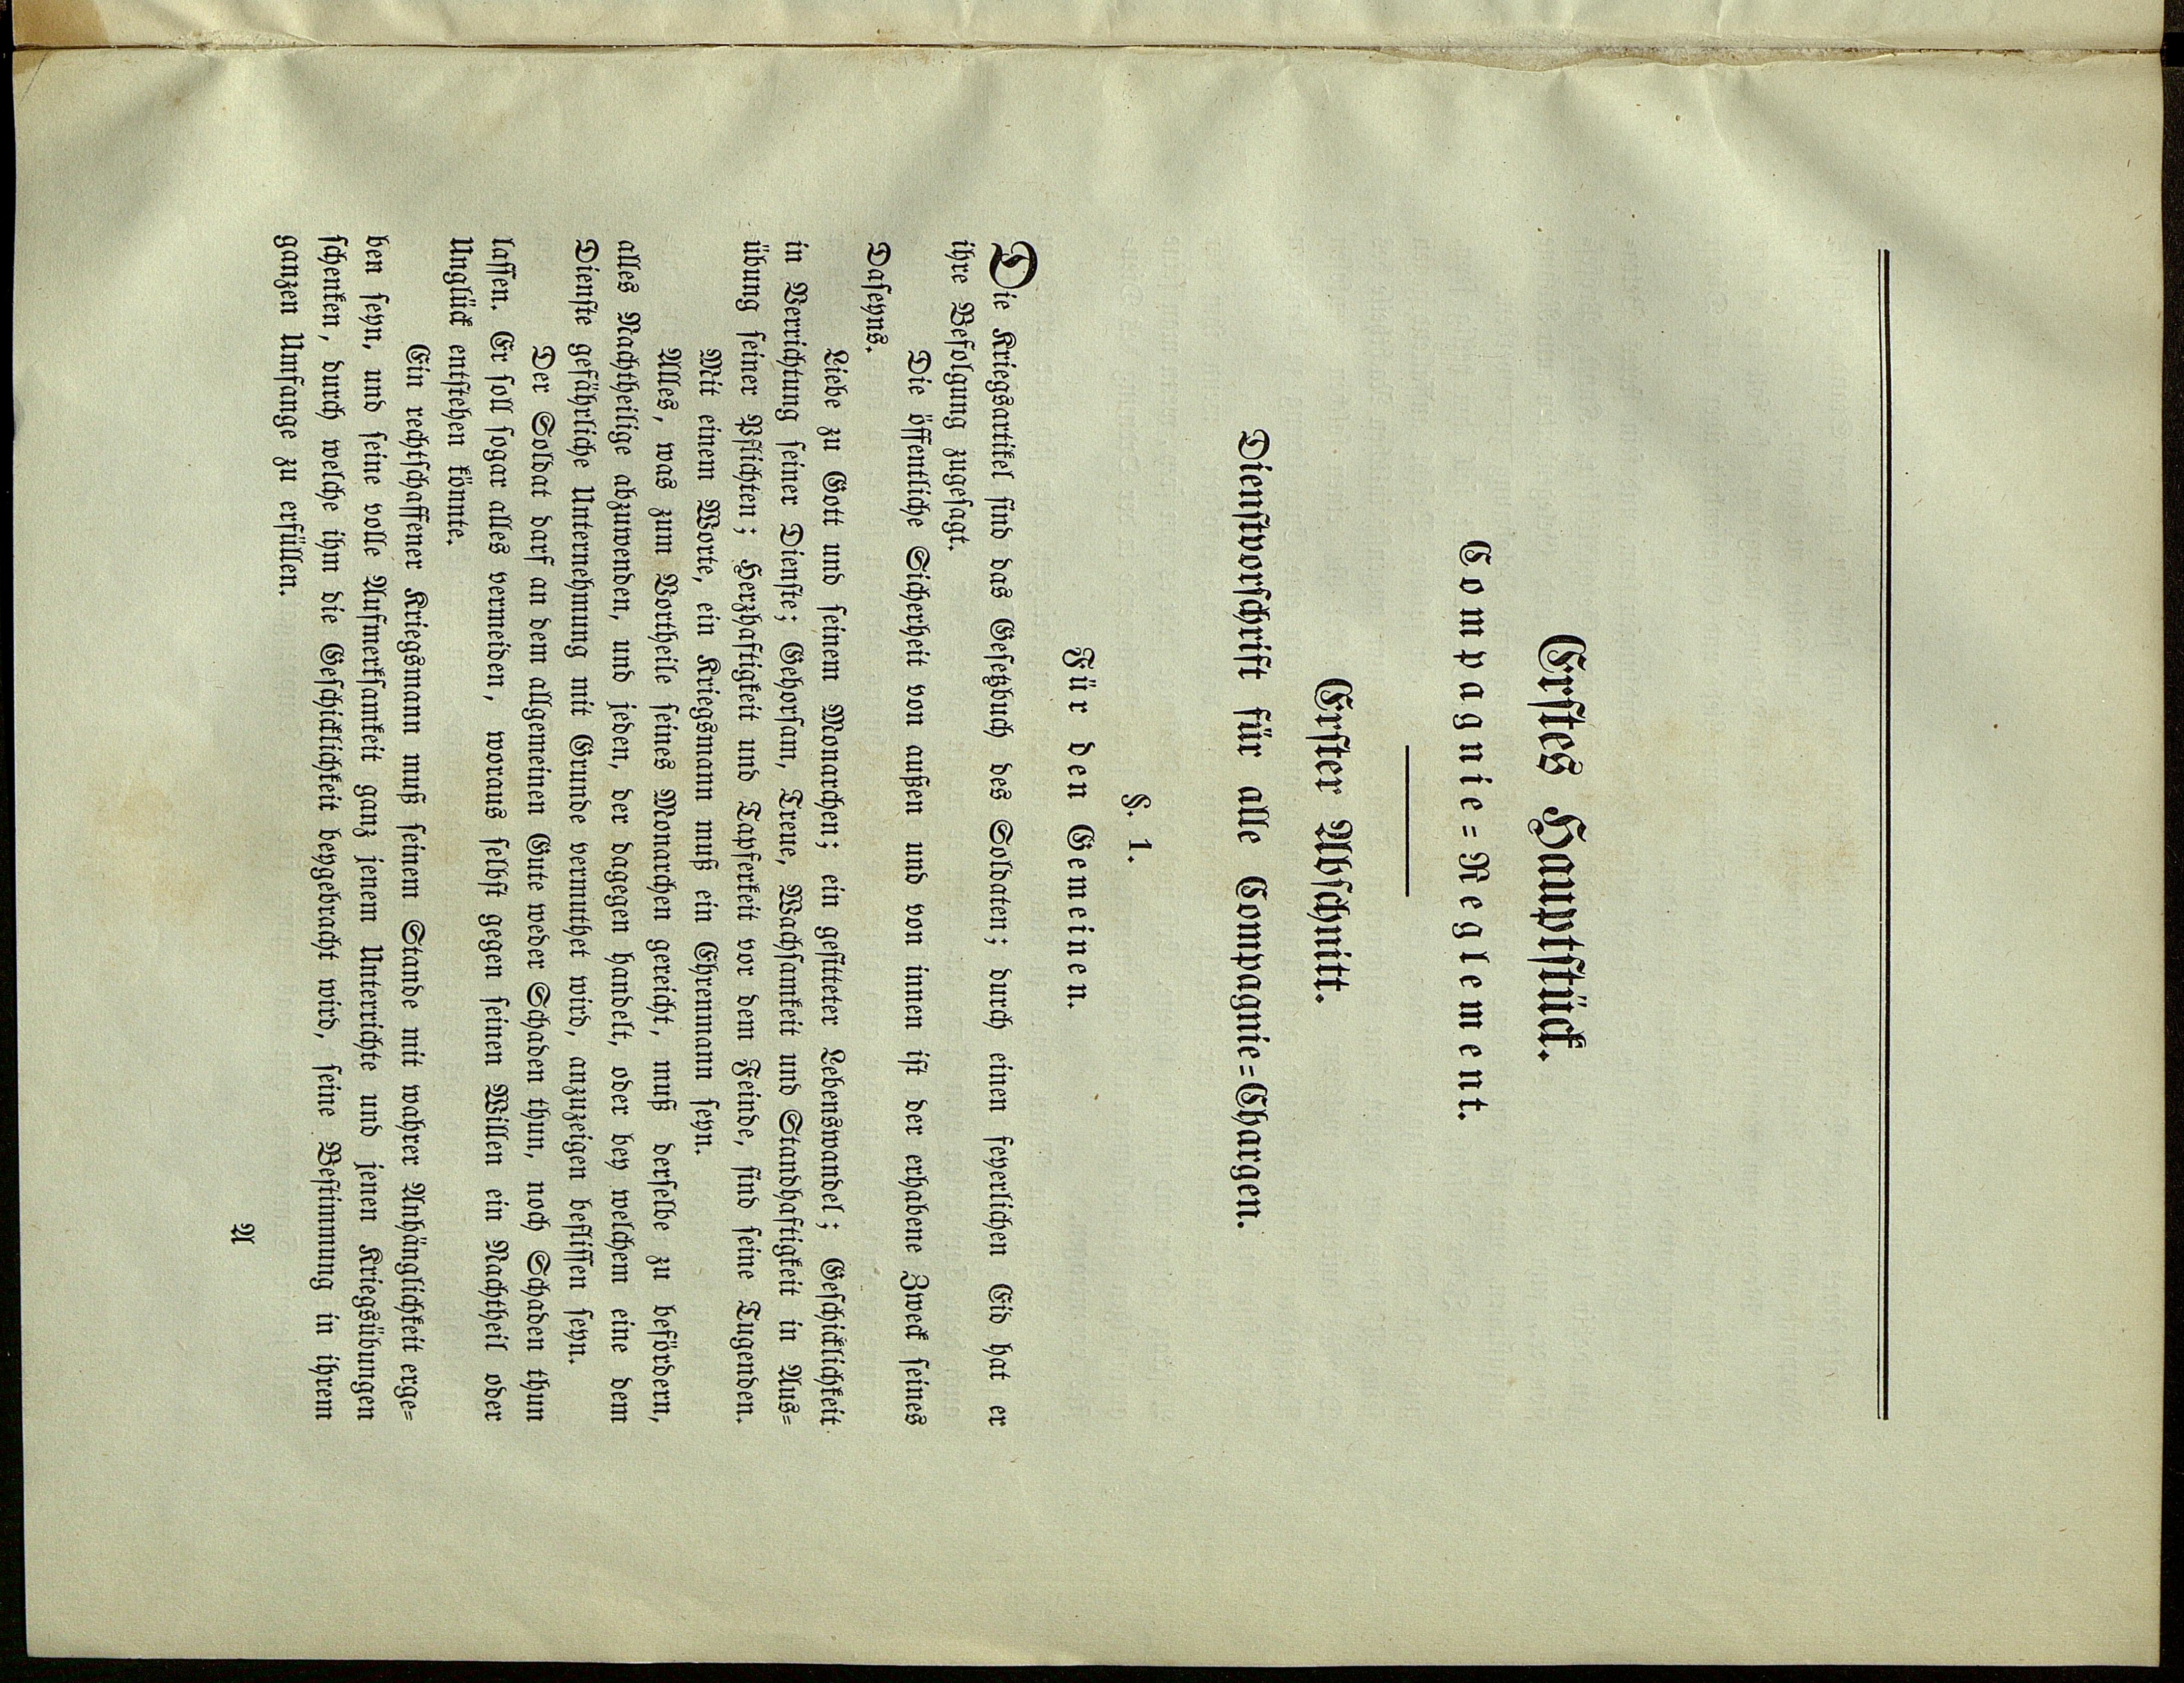 Erstes Hauptstück.
Compagnie=Reglement.
Erster Abschnitt.
Dienstvorschrift für alle Compagnie=Chargen.
§. 1.
Für den Gemeinen.
Die Kriegsartikel sind das Gesetzbuch des Soldaten; durch einen feyerlichen Eid hat er
ihre Befolgung zugesagt.
Die öffentliche Sicherheit von außen und von innen ist der erhabene Zweck seines
Daseyns.
Liebe zu Gott und seinem Monarchen; ein gesitteter Lebenswandel; Geschicklichkeit
in Verrichtung seiner Dienste; Gehorsam, Treue, Wachsamkeit und Standhaftigkeit in Aus=
übung seiner Pflichten; Herzhaftigkeit und Tapferkeit vor dem Feinde, sind seine Tugenden.
Mit einem Worte, ein Kriegsmann muß ein Ehrenmann seyn.
Alles, was zum Vortheile seines Monarchen gereicht, muß derselbe zu befördern,
alles Nachtheilige abzuwenden, und jeden, der dagegen handelt, oder bey welchem eine dem
Dienste gefährliche Unternehmung mit Grunde vermuthet wird, anzuzeigen beflissen seyn.
Der Soldat darf an dem allgemeinen Gute weder Schaden thun, noch Schaden thun
lassen. Er soll sogar alles vermeiden, woraus selbst gegen seinen Willen ein Nachtheil oder
Unglück entstehen könnte.
Ein rechtschaffener Kriegsmann muß seinem Stande mit wahrer Anhänglichkeit erge=
ben seyn, und seine volle Aufmerksamkeit ganz jenem Unterrichte und jenen Kriegsübungen
schenken, durch welche ihm die Geschicklichkeit beygebracht wird, seine Bestimmung in ihrem
ganzen Umfange zu erfüllen.
A